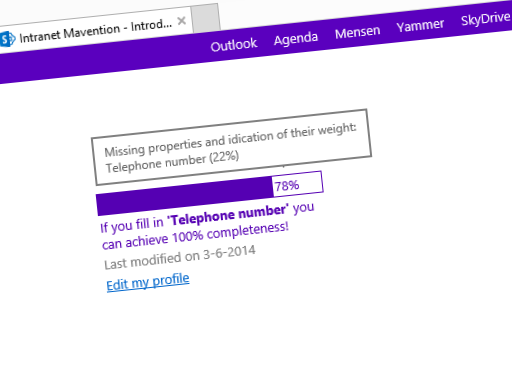 Intranet Mavention - Introd...
Outlook Agenda Mensen Yammer SkyDrive
Missing properties and idication of their weight:
Telephone number (22%)
78%
If you fill in 'Telephone number' you
can achieve 100% completeness!
Last modified on 3-6-2014
Edit my profile